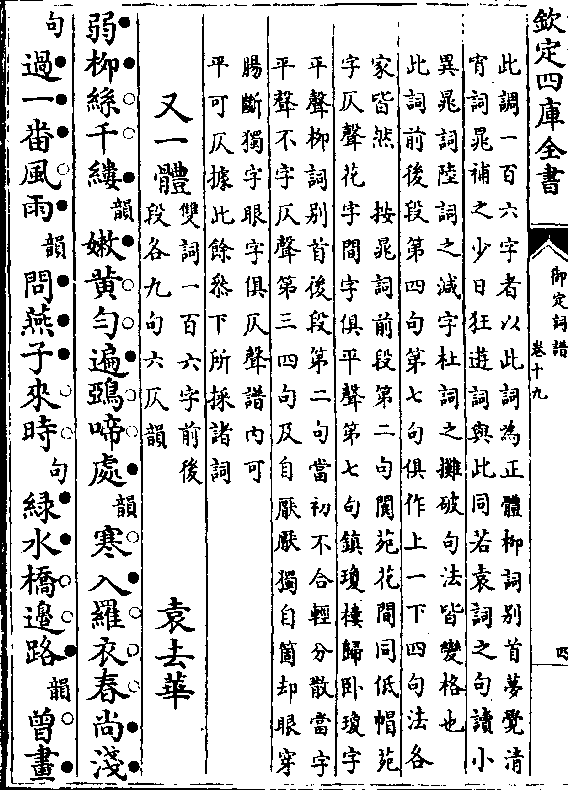 欽定四庫全書
御定詞譜
卷十九
四
此調一百六字者以此詞為正體柳詞别首夢覺清
宵詞晁補之少日狂遊詞與此同若袁詞之句讀小
異晁詞陸詞之減字杜詞之攤破句法皆變格也
此詞前後段第四句第七句俱作上一下四句法各
家皆然 按晁詞前段第二句閬苑花間同低帽苑
字仄聲花字間字俱平聲第七句鎮瓊樓歸卧瓊字
平聲柳詞别首後段第二句當初不合輕分散當字
平聲不字仄聲第三四句及自厭厭獨自箇却眼穿
腸斷獨字眼字俱仄聲譜内可
平可仄據此餘叅下所採諸詞
又一體
雙詞一百六字前後
段各九句六仄韻
袁去華
弱柳絲千縷韻嫩黄勻遍鵶啼處韻寒入羅衣春尚淺
句過一番風雨韻問燕子來時句緑水橋邊路韻曾畫